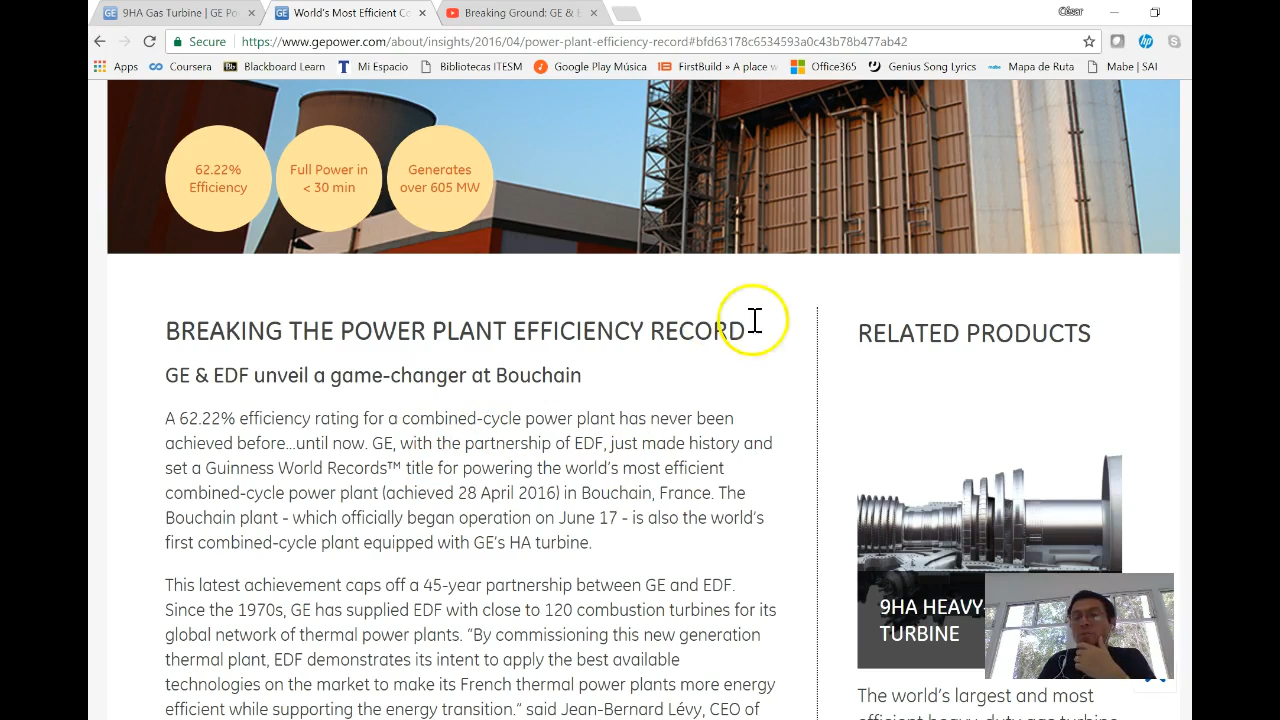 9HA Gas Turbine | GE Po
World's Most Efficient Co
Breaking Ground: GE & E
César
Secure
https://www.gepower.com/about/insights/2016/04/power-plant-efficiency-record#bfd63178c6534593a0c43b78b477ab42
Apps
Coursera
Blackboard Learn
Mi Espacio
Bibliotecas ITESM
Google Play Música
FirstBuild » A place w
Office365
Genius Song Lyrics
Mapa de Ruta
Mabe | SAI
62.22%
Efficiency
Full Power in
< 30 min
Generates
over 605 MW
BREAKING THE POWER PLANT EFFICIENCY RECORD
GE & EDF unveil a game-changer at Bouchain
A 62.22% efficiency rating for a combined-cycle power plant has never been
achieved before...until now. GE, with the partnership of EDF, just made history and
set a Guinness World Records™ title for powering the world's most efficient
combined-cycle power plant (achieved 28 April 2016) in Bouchain, France. The
Bouchain plant - which officially began operation on June 17 - is also the world's
first combined-cycle plant equipped with GE's HA turbine.
This latest achievement caps off a 45-year partnership between GE and EDF.
Since the 1970s, GE has supplied EDF with close to 120 combustion turbines for its
global network of thermal power plants. "By commissioning this new generation
thermal plant, EDF demonstrates its intent to apply the best available
technologies on the market to make its French thermal power plants more energy
efficient while supporting the energy transition." said Jean-Bernard Lévy, CEO of
RELATED PRODUCTS
9HA HEAVY-
TURBINE
The world's largest and most
efficient heavy-duty gas turbine